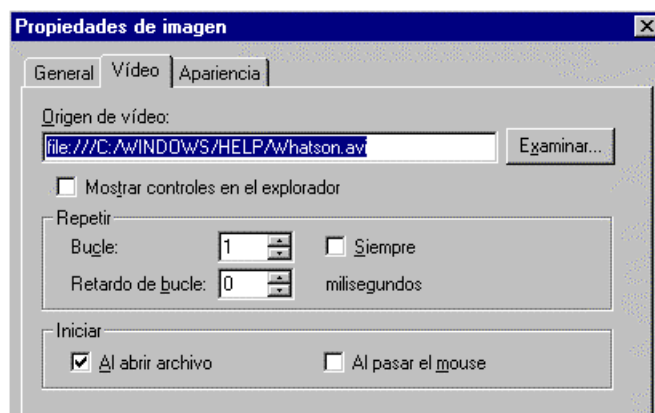 Propiedades de imagen
General Vídeo Apariencia
Origen de vídeo:
file:///C:/WINDOWS/HELP/Whatson.avi Examinar...
Mostrar controles en el explorador
Repetir
Bucle: 1 Siempre
Retardo de bucle: 0 milisegundos
Iniciar
Al abrir archivo Al pasar el mouse